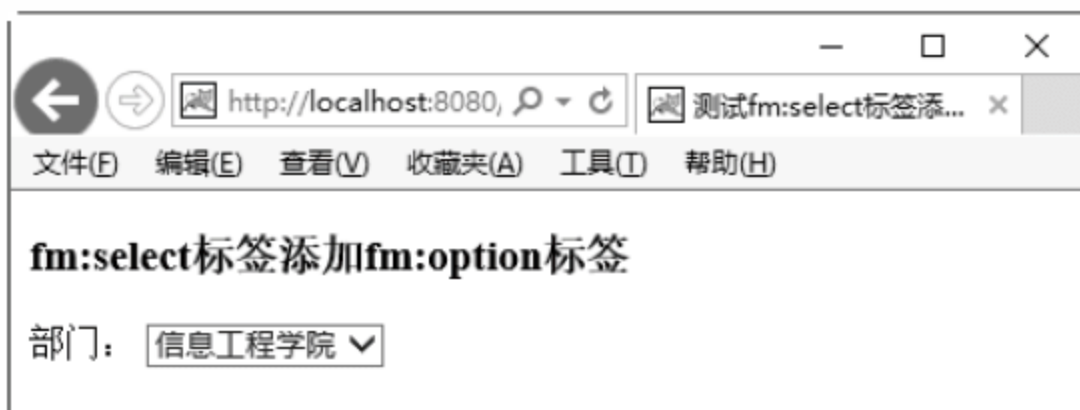 http://localhost:8080/
测试fm:select标签添...
文件(F) 编辑(E) 查看(V) 收藏夹(A) 工具(T) 帮助(H)
fm:select标签添加fm:option标签
部门： 信息工程学院